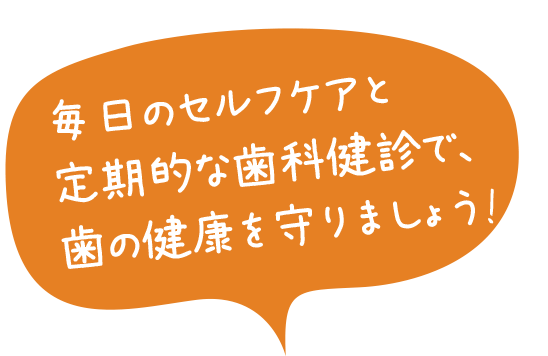 毎日のセルフケアと
定期的な歯科健診で、
歯の健康を守りましょう!